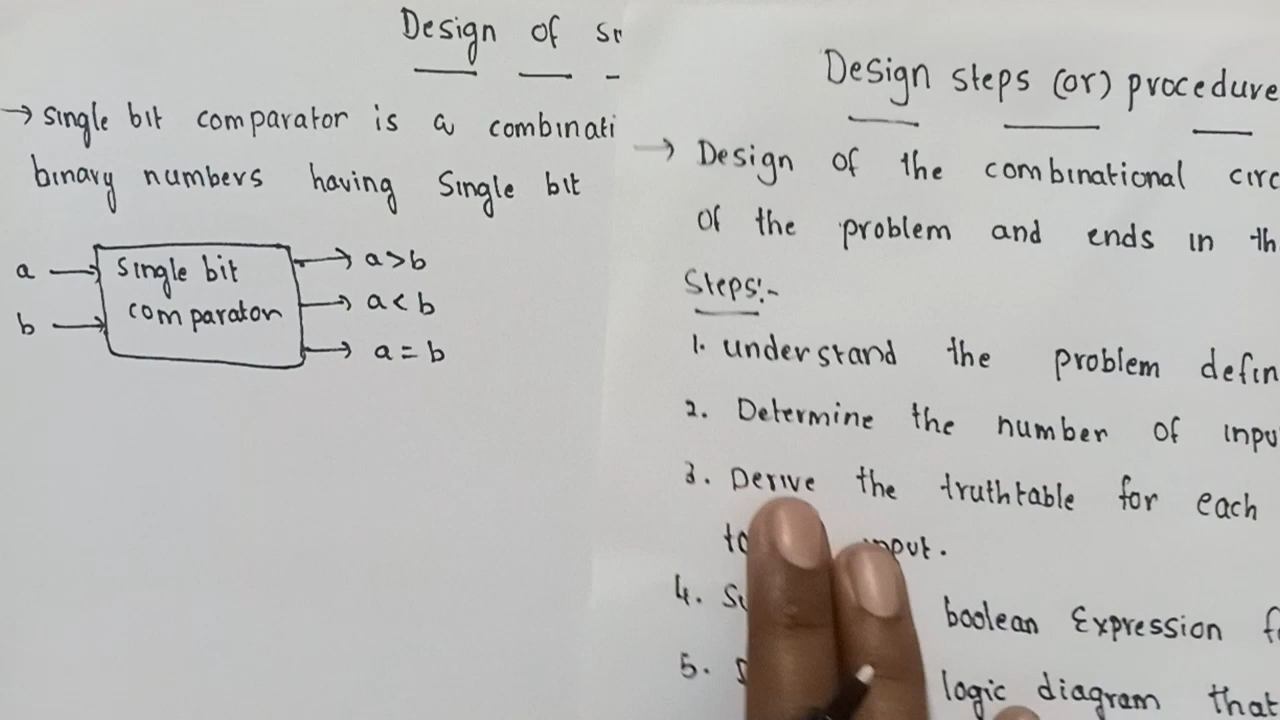 Design of
→ single bit comparator is a combinati
binary numbers having single bit
a
b
single bit
comparator
a>b
a<b
a=b
Design steps (or) procedure
→ Design of the combinational circ
of the problem and ends in th
Steps:-
1. understand the problem defin
2. Determine the number of inpu
3. Derive the truthtable for each
input.
4. boolean Expression
5. logic diagram that